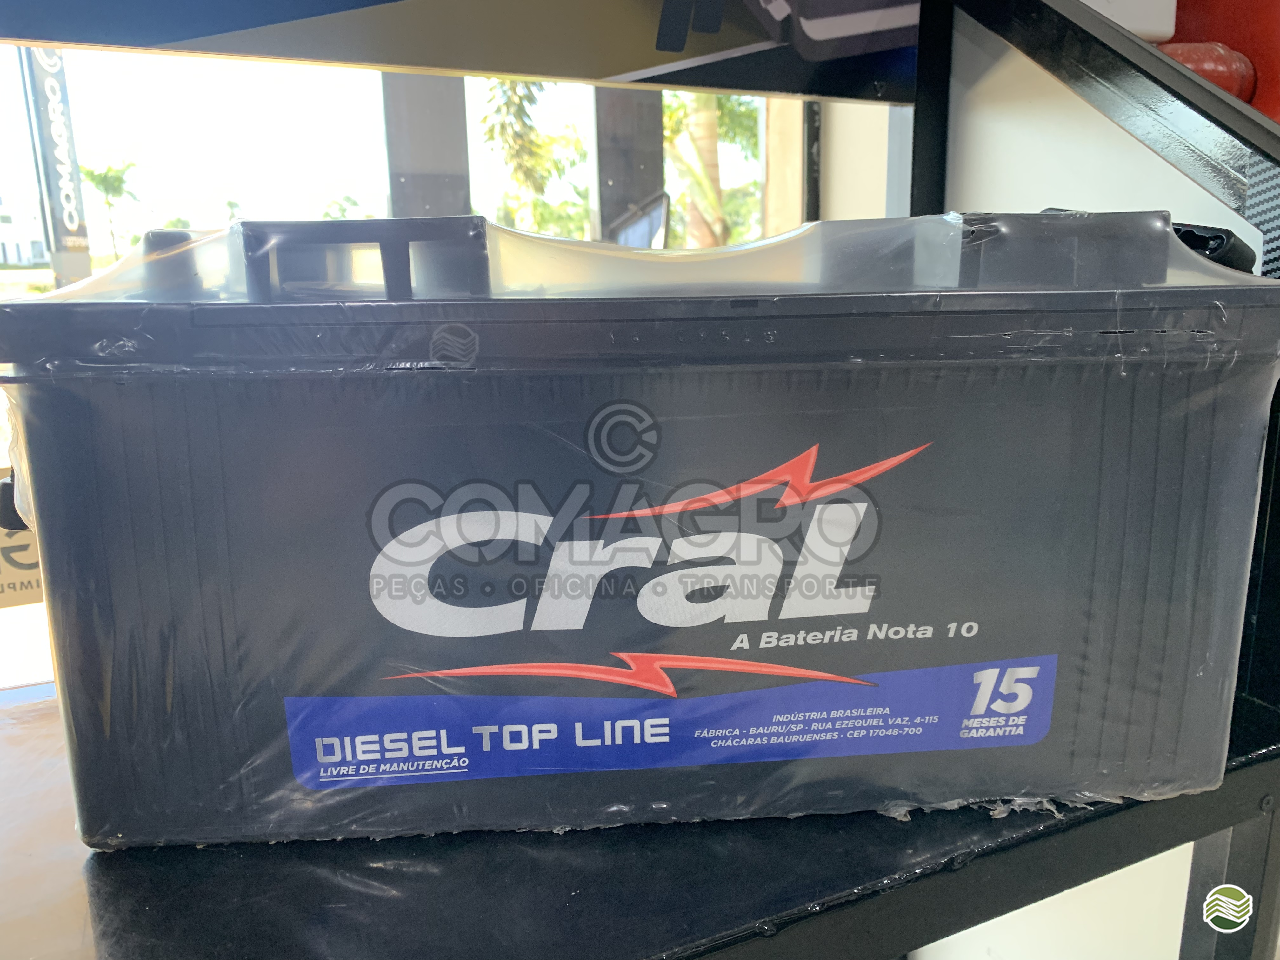 COMAGRO
COMAGRO
PEÇAS • OFICINA • TRANSPORTE
Cral
A Bateria Nota 10
DIESEL TOP LINE
LIVRE DE MANUTENÇÃO
INDÚSTRIA BRASILEIRA
FÁBRICA - BAURU/SP - RUA EZEQUIEL VAZ, 4-115
CHÁCARAS BAURUENSES - CEP 17048-700
15
MESES DE
GARANTIA